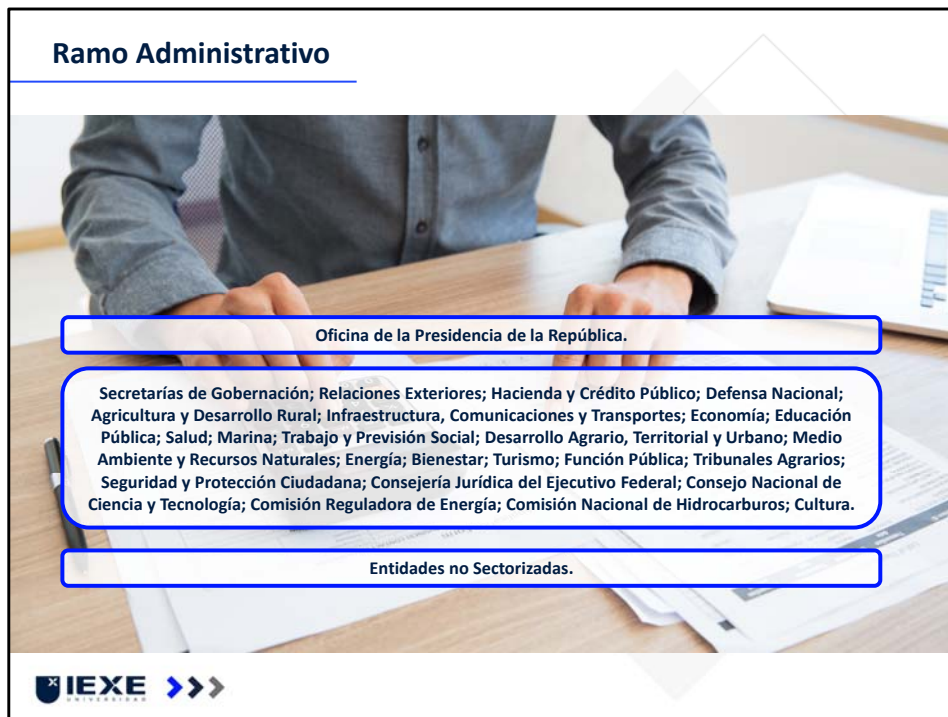 Ramo Administrativo
Oficina de la Presidencia de la República.
Secretarías de Gobernación; Relaciones Exteriores; Hacienda y Crédito Público; Defensa Nacional;
Agricultura y Desarrollo Rural; Infraestructura, Comunicaciones y Transportes; Economía; Educación
Pública; Salud; Marina; Trabajo y Previsión Social; Desarrollo Agrario, Territorial y Urbano; Medio
Ambiente y Recursos Naturales; Energía; Bienestar; Turismo; Función Pública; Tribunales Agrarios;
Seguridad y Protección Ciudadana; Consejería Jurídica del Ejecutivo Federal; Consejo Nacional de
Ciencia y Tecnología; Comisión Reguladora de Energía; Comisión Nacional de Hidrocarburos; Cultura.
Entidades no Sectorizadas.
IEXE
UNIVERSIDAD